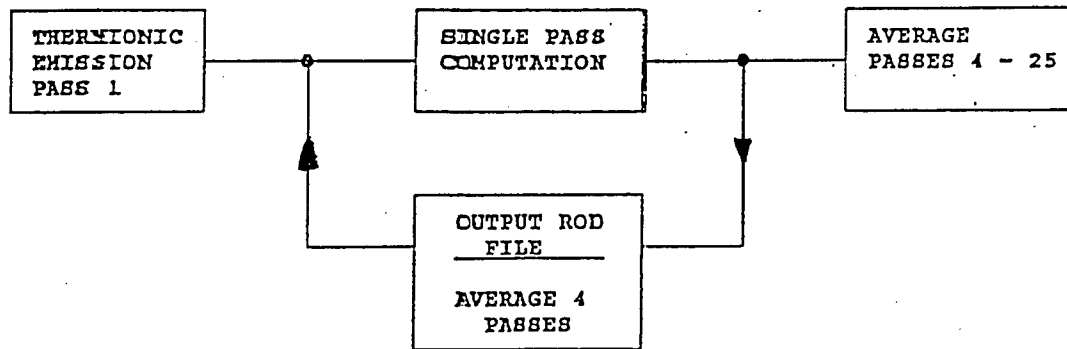 THERMIONIC
EMISSION
PASS 1
SINGLE PASS
COMPUTATION
AVERAGE
PASSES 4 - 25
OUTPUT ROD
FILE
AVERAGE 4
PASSES